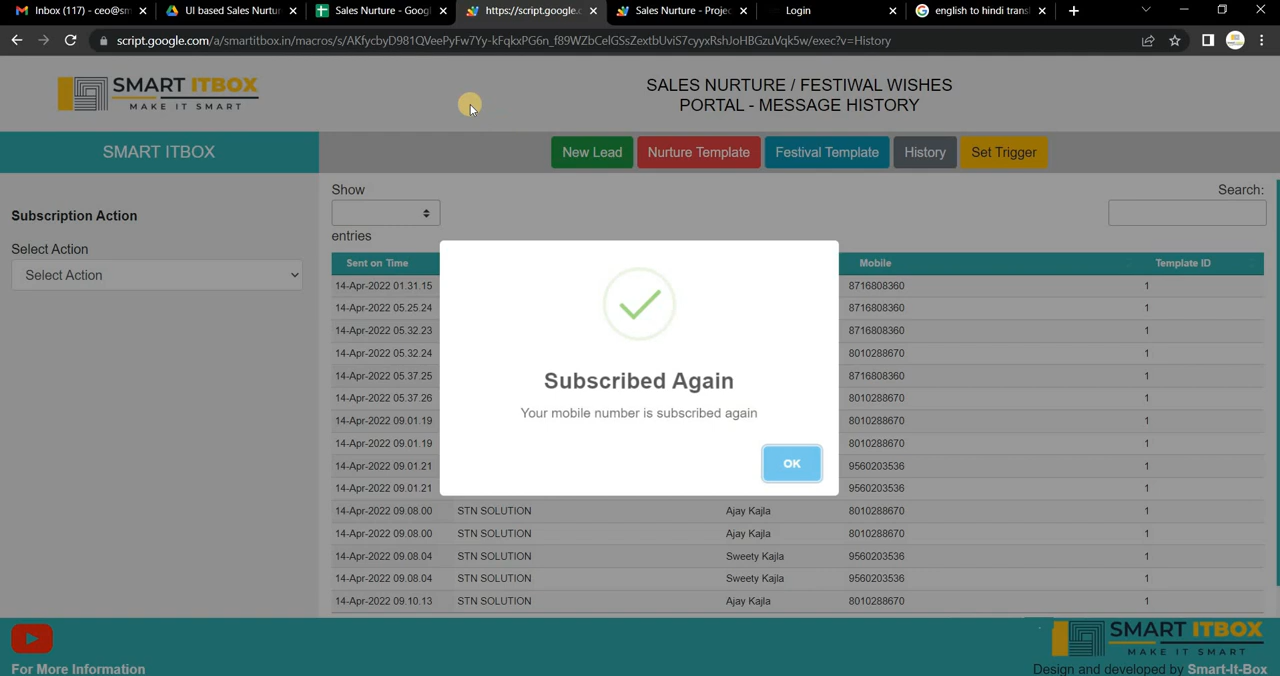 Inbox (117) - ceo@sm
UI based Sales Nurtur
Sales Nurture - Googl
https://script.google.c
Sales Nurture - Projec
Login
english to hindi trans
script.google.com/a/smartitbox.in/macros/s/AKfycbyD981QVeePyFw7Yy-kFqkxPG6n_f89WZbCelGSsZextbUviS7cyyxRshJoHBGzuVqk5w/exec?v=History
SMART ITBOX
MAKE IT SMART
SALES NURTURE / FESTIWAL WISHES
PORTAL - MESSAGE HISTORY
SMART ITBOX
New Lead
Nurture Template
Festival Template
History
Set Trigger
Subscription Action
Select Action
Select Action
Show
entries
Search:
Sent on Time Mobile Template ID
14-Apr-2022 01.31.15 8716808360 1
14-Apr-2022 05.25.24 8716808360 1
14-Apr-2022 05.32.23 8716808360 1
14-Apr-2022 05.32.24 8010288670 1
14-Apr-2022 05.37.25 8716808360 1
14-Apr-2022 05.37.26 8010288670 1
14-Apr-2022 09.01.19 8010288670 1
14-Apr-2022 09.01.19 8010288670 1
14-Apr-2022 09.01.21 9560203536 1
14-Apr-2022 09.01.21 9560203536 1
14-Apr-2022 09.08.00 STN SOLUTION Ajay Kajla 8010288670 1
14-Apr-2022 09.08.00 STN SOLUTION Ajay Kajla 8010288670 1
14-Apr-2022 09.08.04 STN SOLUTION Sweety Kajla 9560203536 1
14-Apr-2022 09.08.04 STN SOLUTION Sweety Kajla 9560203536 1
14-Apr-2022 09.10.13 STN SOLUTION Ajay Kajla 8010288670 1
Subscribed Again
Your mobile number is subscribed again
OK
For More Information
SMART ITBOX
MAKE IT SMART
Design and developed by Smart-It-Box